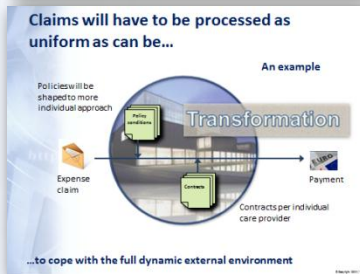 Claims will have to be processed as
uniform as can be…
An example
Policies will be
shaped to more
individual approach
Policy
conditions
Transformation
Expense
claim
EURO
Payment
Contracts
Contracts per individual
care provider
…to cope with the full dynamic external environment